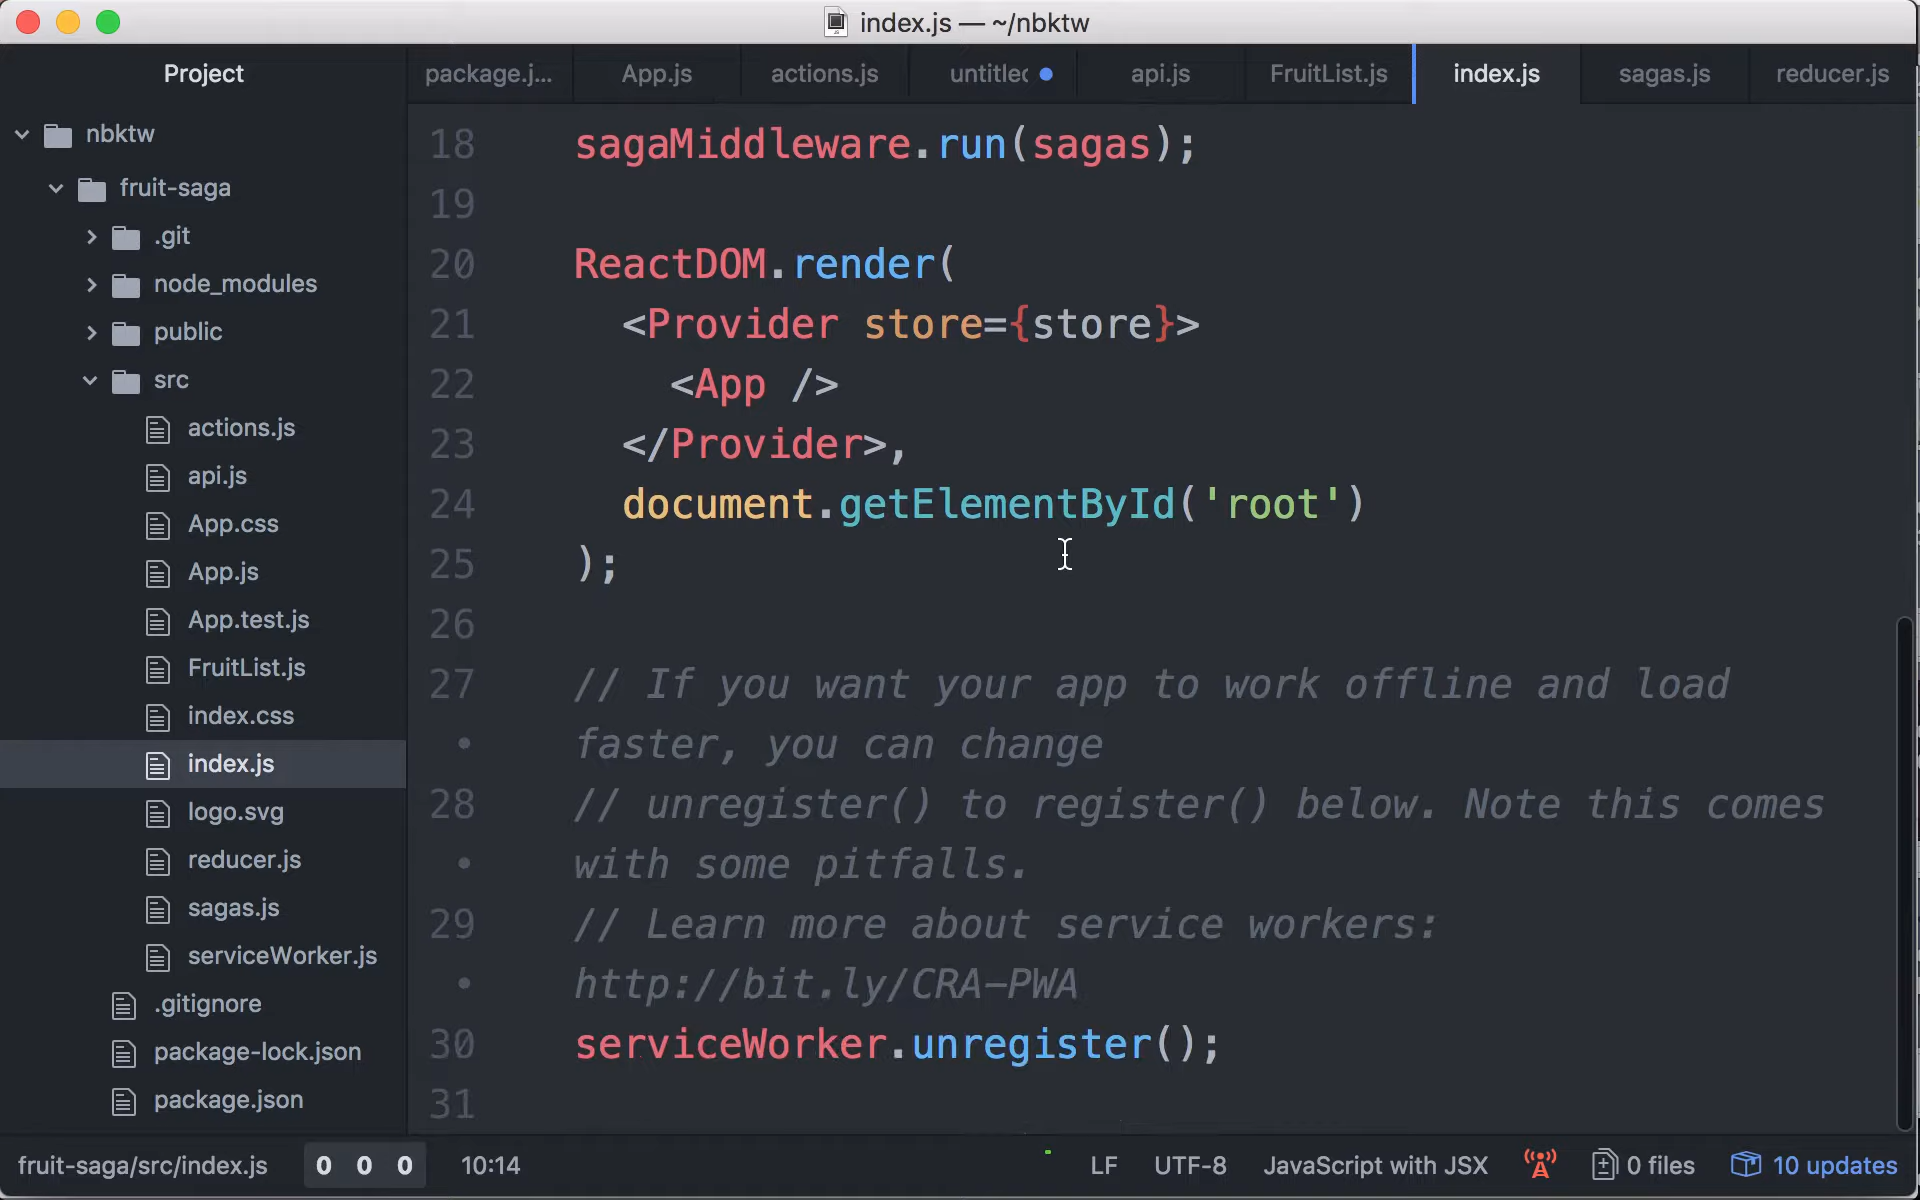 index.js — ~/nbktw
Project
package.j...
App.js
actions.js
untitlec
api.js
FruitList.js
index.js
sagas.js
reducer.js
nbktw
fruit-saga
.git
node_modules
public
src
actions.js
api.js
App.css
App.js
App.test.js
FruitList.js
index.css
index.js
logo.svg
reducer.js
sagas.js
serviceWorker.js
.gitignore
package-lock.json
package.json
18 sagaMiddleware.run(sagas);
19
20 ReactDOM.render(
21 <Provider store={store}>
22 <App />
23 </Provider>,
24 document.getElementById('root')
25 );
26
27 // If you want your app to work offline and load
• faster, you can change
28 // unregister() to register() below. Note this comes
• with some pitfalls.
29 // Learn more about service workers:
• http://bit.ly/CRA-PWA
30 serviceWorker.unregister();
31
fruit-saga/src/index.js 0 0 0 10:14 LF UTF-8 JavaScript with JSX 0 files 10 updates